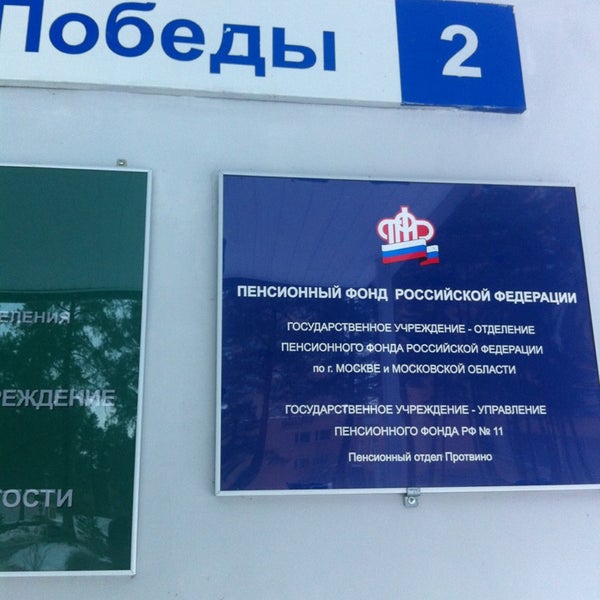 Победы 2
РЕЖДЕНИЕ
ПЕНСИОННЫЙ ФОНД РОССИЙСКОЙ ФЕДЕРАЦИИ
ГОСУДАРСТВЕННОЕ УЧРЕЖДЕНИЕ - ОТДЕЛЕНИЕ
ПЕНСИОННОГО ФОНДА РОССИЙСКОЙ ФЕДЕРАЦИИ
по г. МОСКВЕ и МОСКОВСКОЙ ОБЛАСТИ
ГОСУДАРСТВЕННОЕ УЧРЕЖДЕНИЕ - УПРАВЛЕНИЕ
ПЕНСИОННОГО ФОНДА РФ № 11
Пенсионный отдел Протвино